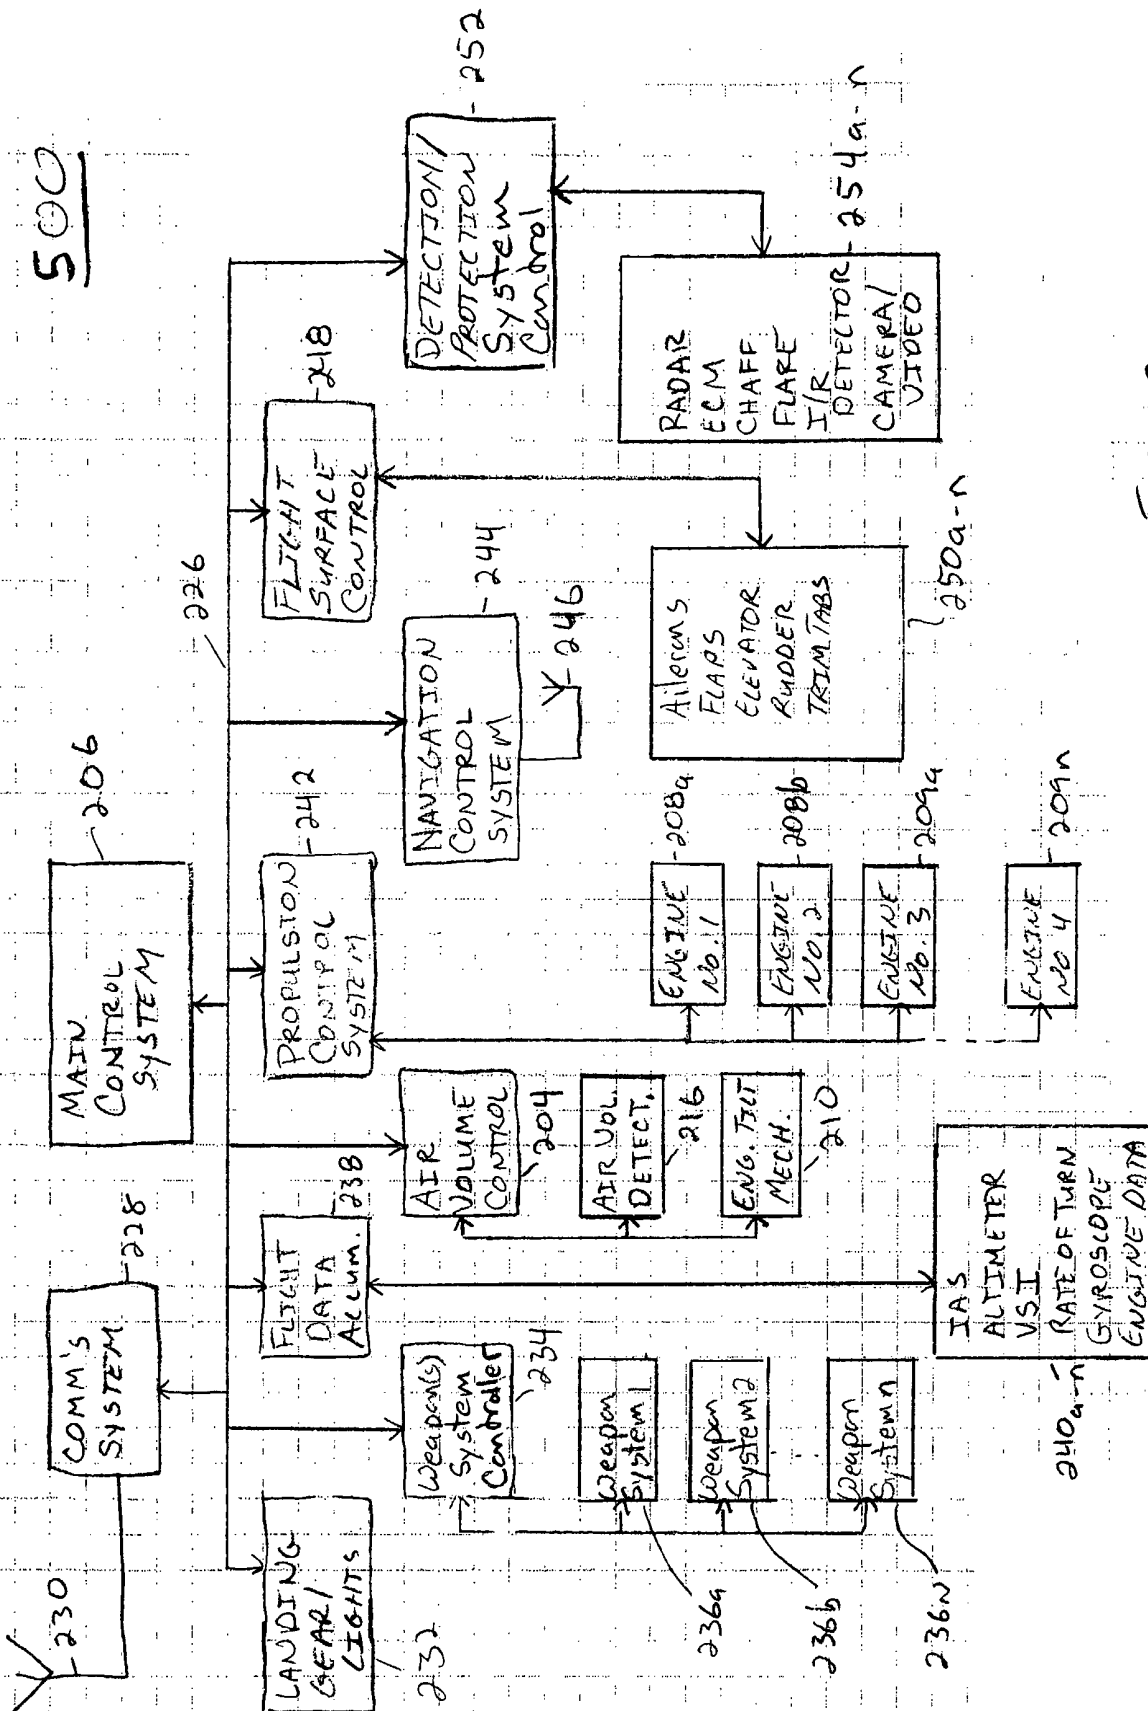 500
230
COMM's
SYSTEM
228
MAIN
CONTROL
SYSTEM
206
226
LANDING
GEAR/
LIGHTS
232
FLIGHT
DATA
ACCUM.
238
PROPULSION
CONTROL
SYSTEM
242
FLIGHT
SURFACE
CONTROL
248
Weapon(s)
System
Controller
234
AIR
VOLUME
CONTROL
204
NAVIGATION
CONTROL
SYSTEM
244
246
DETECTION/
PROTECTION
System
Control
252
Weapon
System 1
236a
Weapon
System 2
236b
Weapon
System n
236n
AIR VOL.
DETECT.
216
ENG. TILT
MECH.
210
ENGINE
No. 1
208a
ENGINE
No. 2
208b
ENGINE
No. 3
209a
ENGINE
No 4
209n
Ailerons
FLAPS
ELEVATOR
RUDDER
TRIM TABS
250a-n
RADAR
ECM
CHAFF
FLARE
I/R
DETECTOR
CAMERA/
VIDEO
254a-n
IAS
ALTIMETER
VSI
RATE OF TURN
GYROSCOPE
ENGINE DATA
240a-n